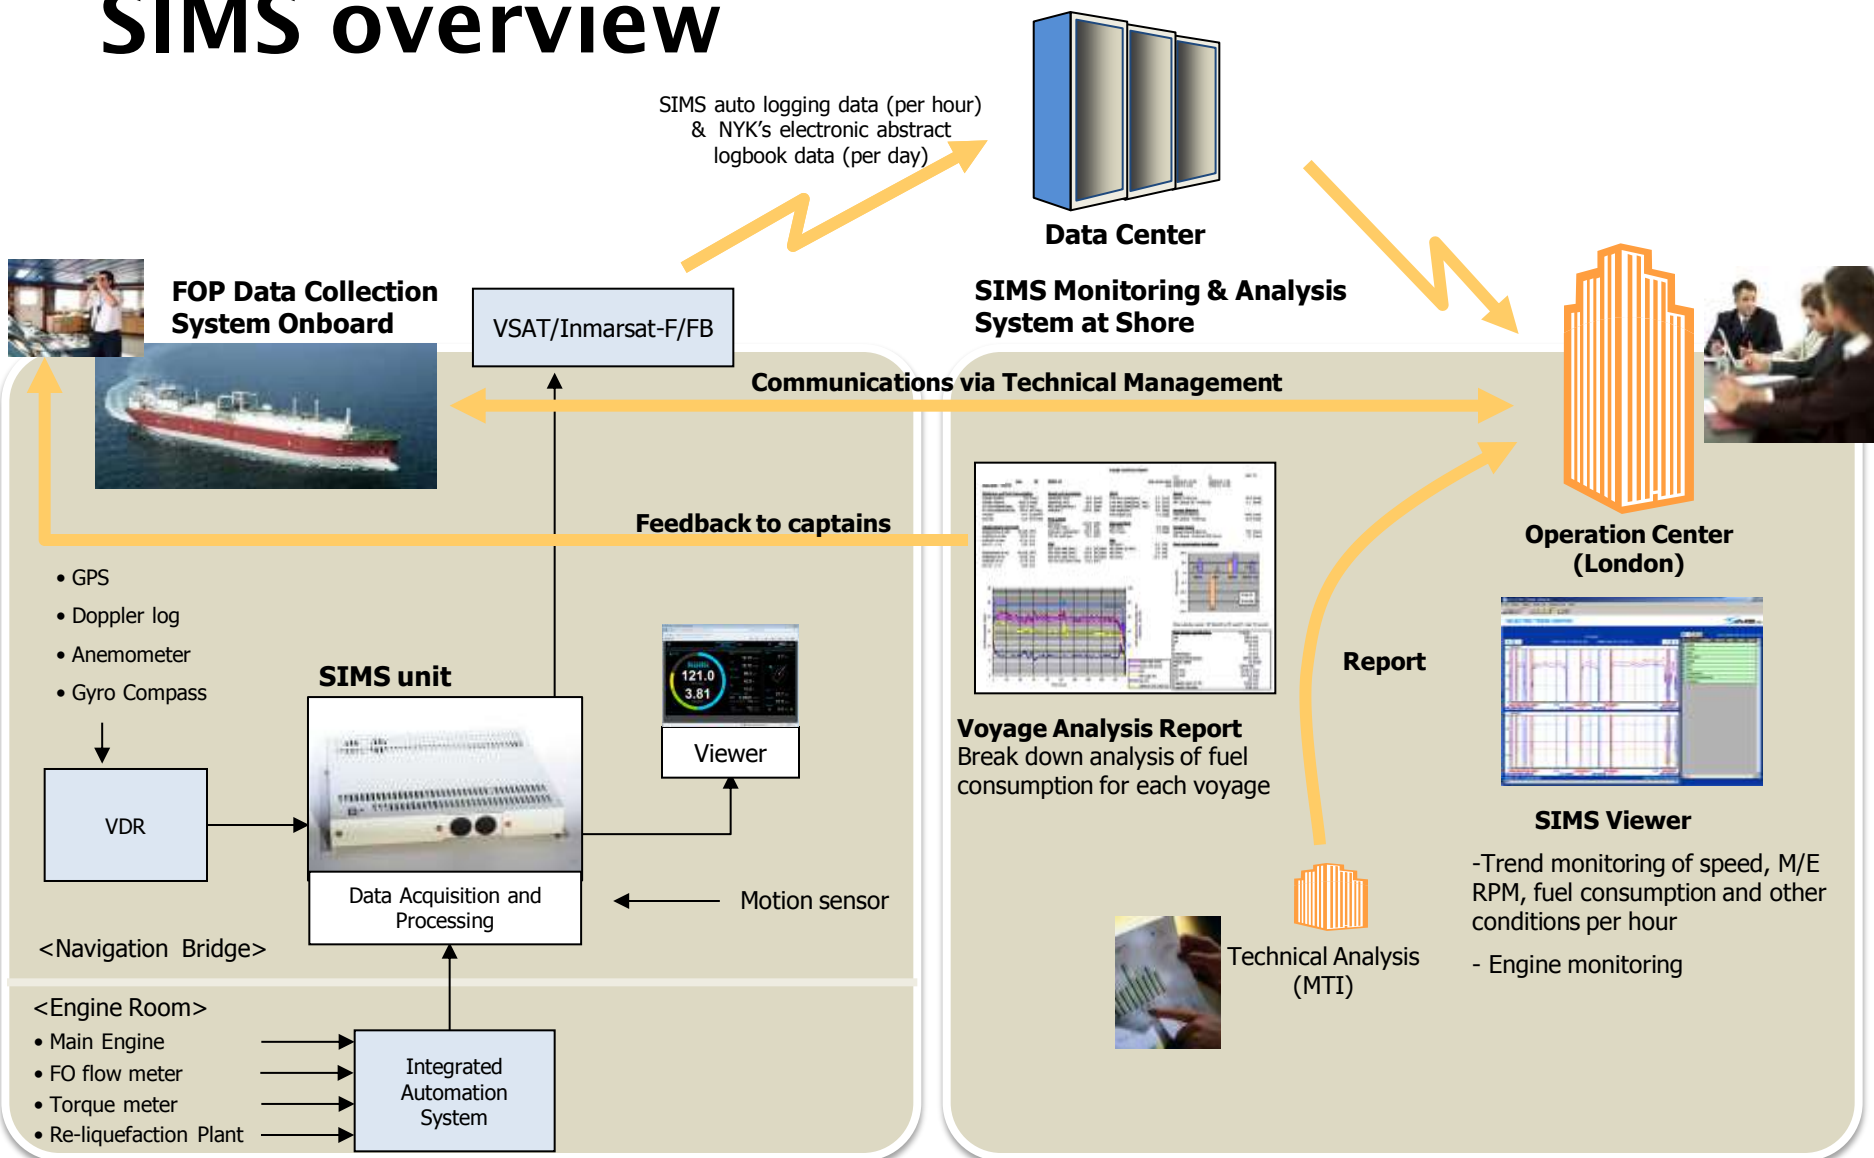 SIMS overview
SIMS auto logging data (per hour)
& NYK's electronic abstract
logbook data (per day)
Data Center
FOP Data Collection
System Onboard
VSAT/Inmarsat-F/FB
SIMS Monitoring & Analysis
System at Shore
Communications via Technical Management
Feedback to captains
Operation Center
(London)
• GPS
• Doppler log
• Anemometer
• Gyro Compass
SIMS unit
121.0
3.81
Viewer
VDR
Data Acquisition and
Processing
Motion sensor
<Navigation Bridge>
<Engine Room>
• Main Engine
• FO flow meter
• Torque meter
• Re-liquefaction Plant
Integrated
Automation
System
Voyage Analysis Report
Break down analysis of fuel
consumption for each voyage
Report
Technical Analysis
(MTI)
SIMS Viewer
-Trend monitoring of speed, M/E
RPM, fuel consumption and other
conditions per hour
- Engine monitoring